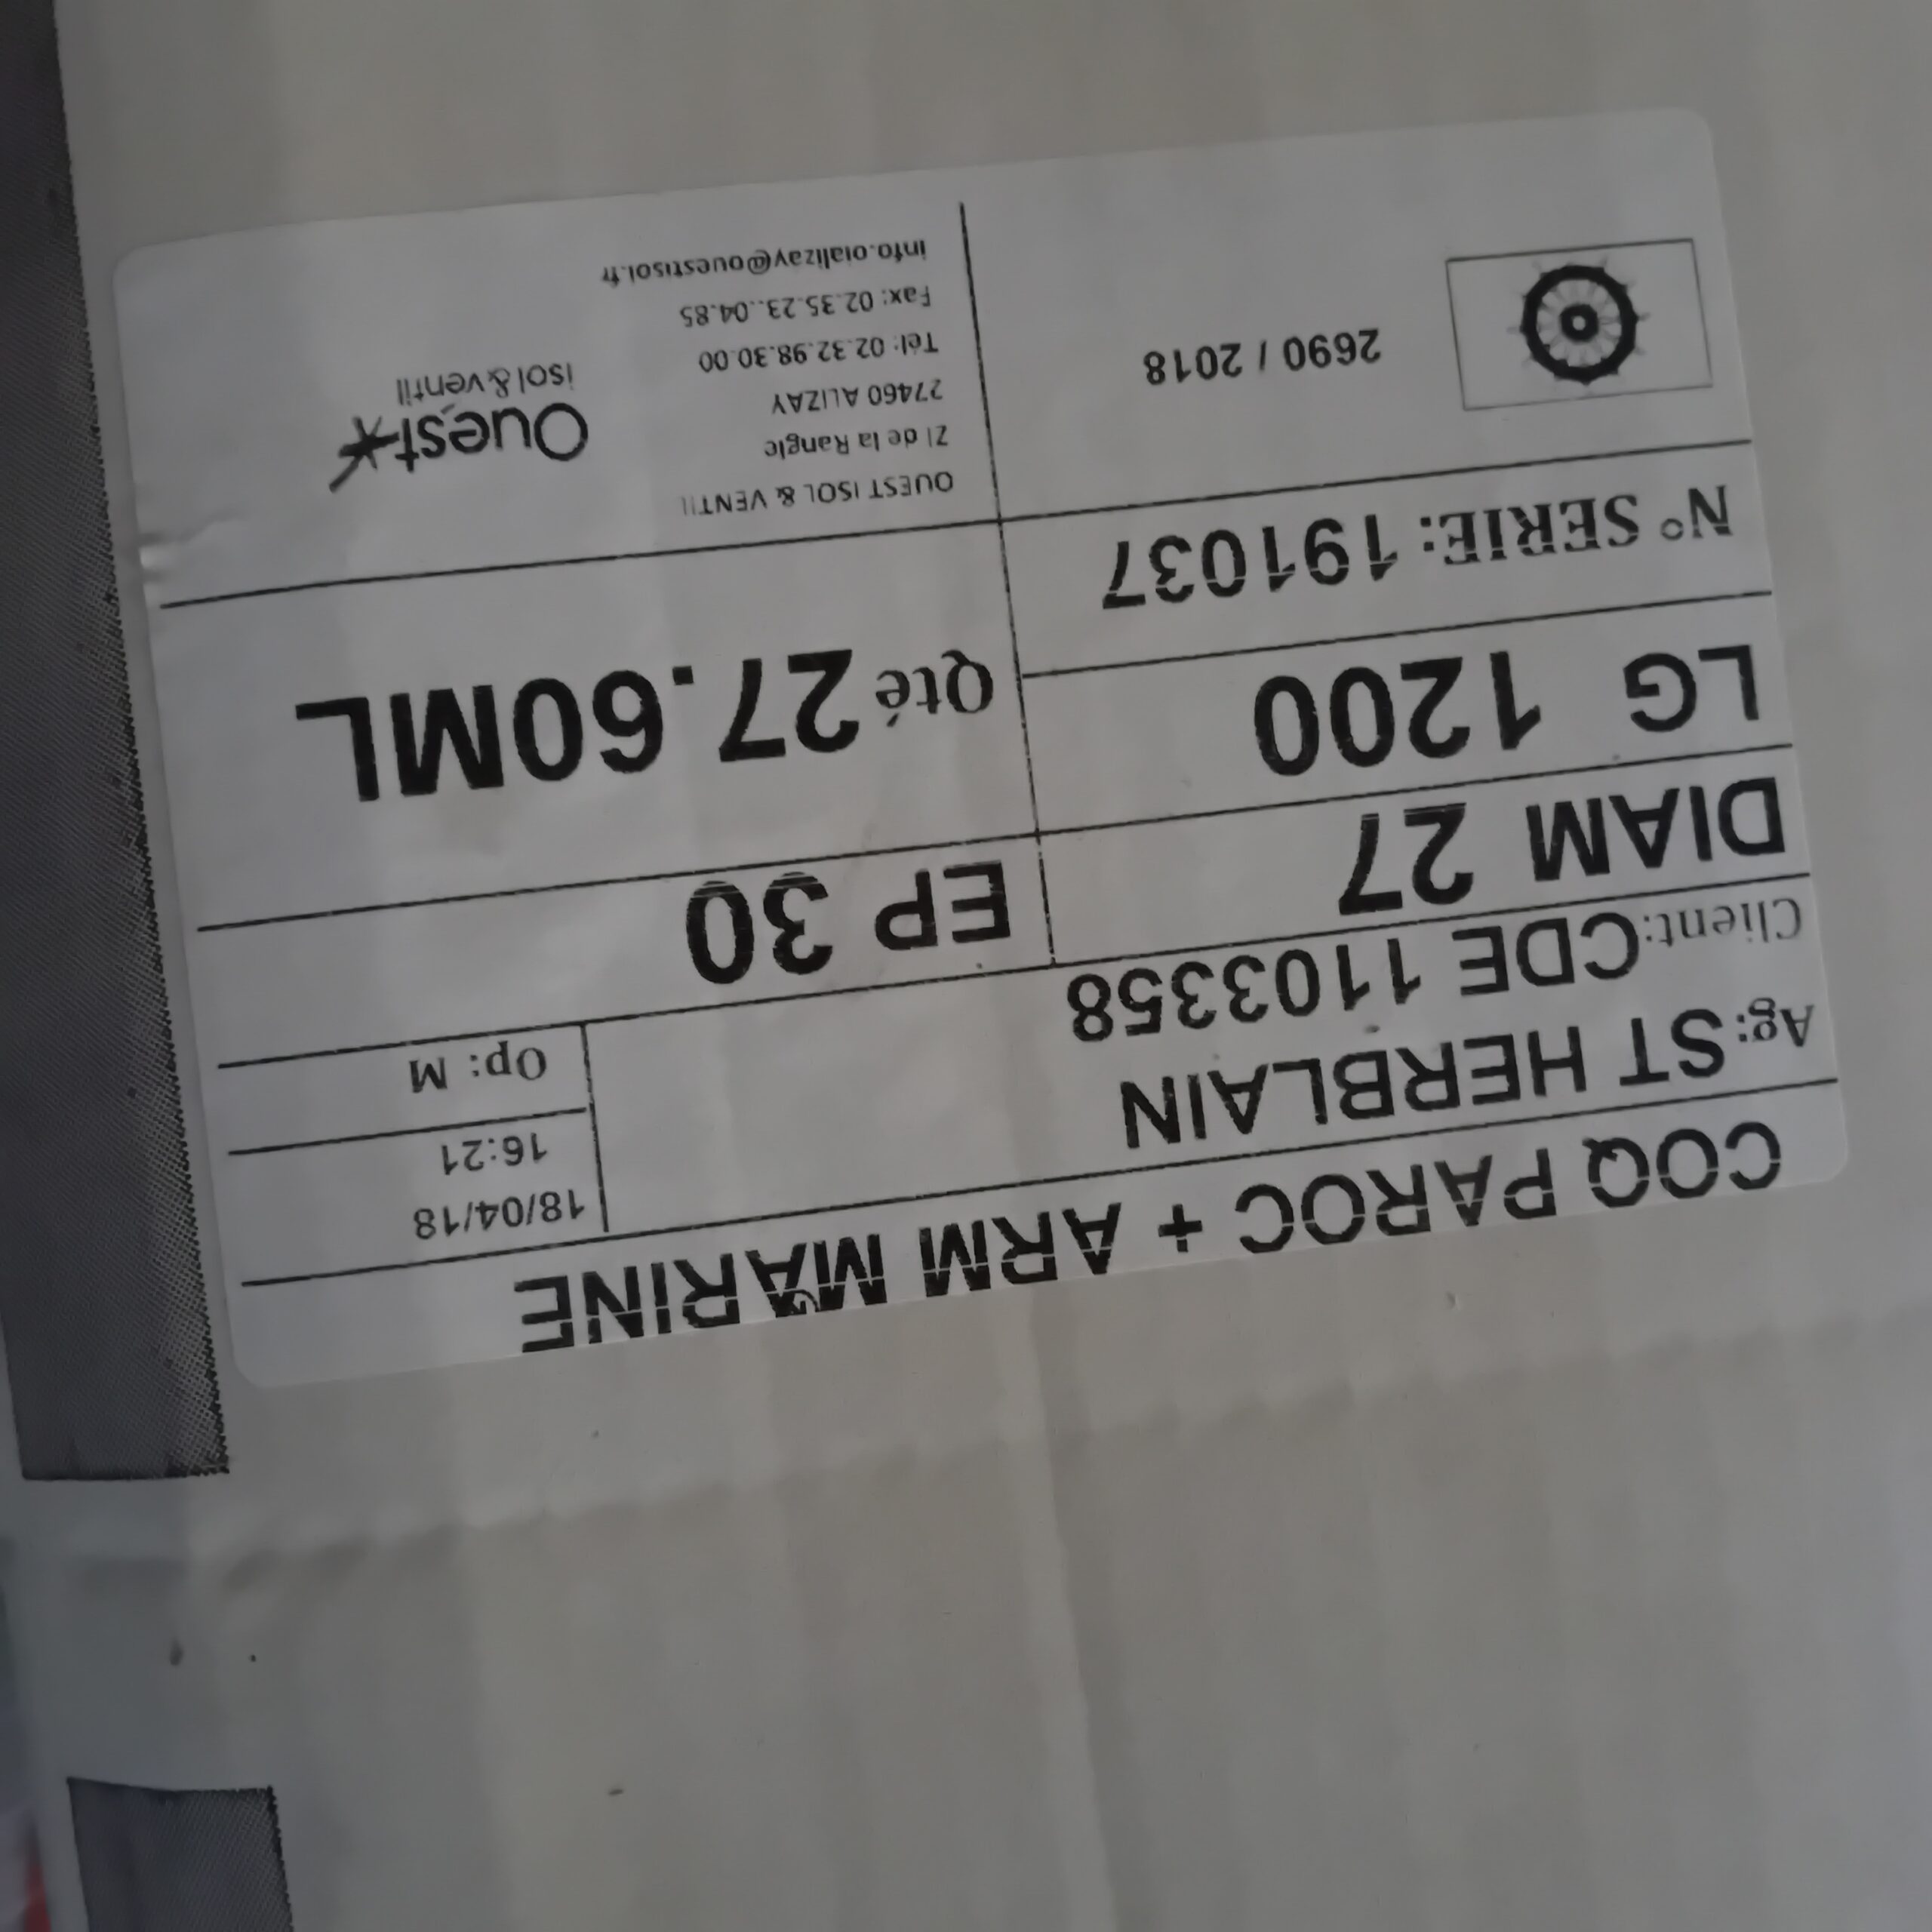 COQ PAROC + ARM MARINE
Ag: ST HERBLAIN
Client: CDE 1103358
18/04/18
16:21
Op: M
DIAM 27
EP 30
LG 1200
Qté 27.60ML
N° SERIE: 191037
2690 / 2018
OUEST ISOL & VENTIL
ZI de la Rangle
27460 ALIZAY
Tél: 02.32.98.30.00
Fax: 02.35.23..04.85
info.oializay@ouestisol.fr
Ouest
isol & ventil